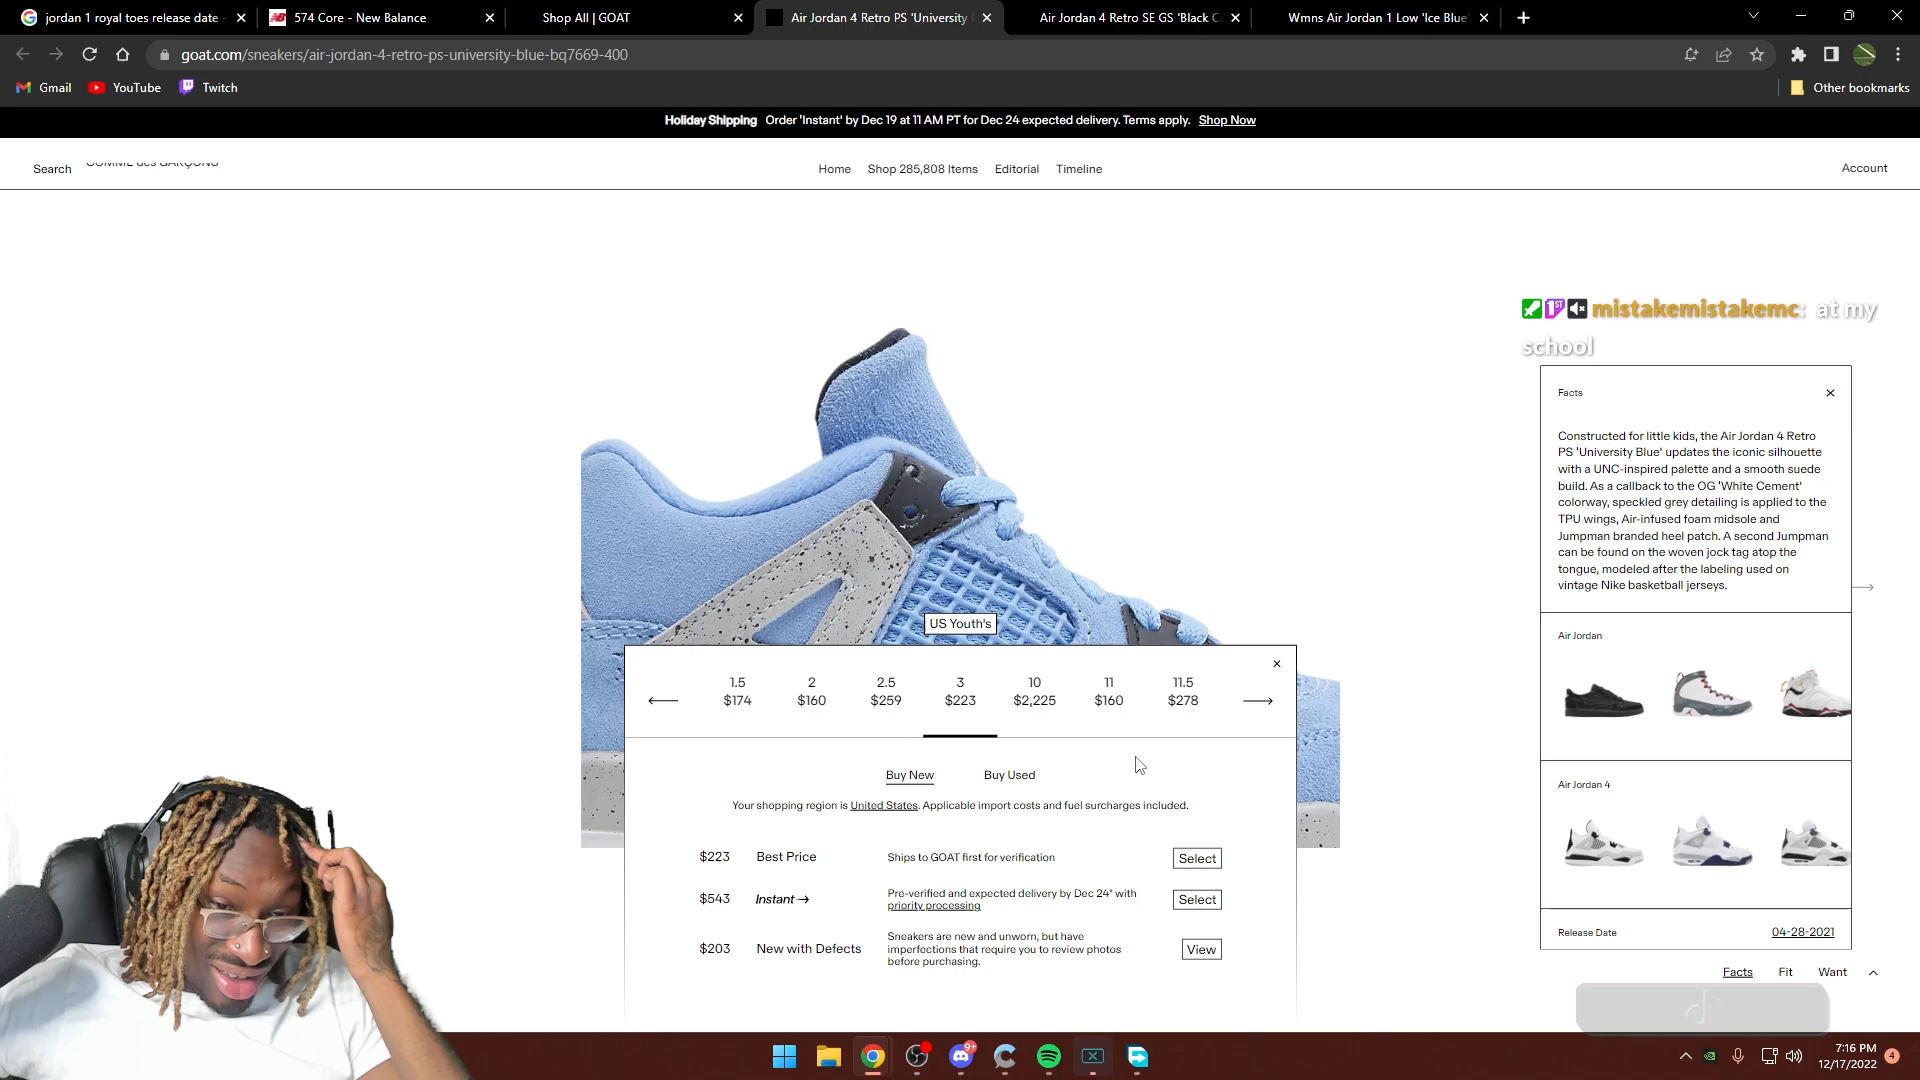 jordan 1 royal toes release date
574 Core - New Balance
Shop All | GOAT
Air Jordan 4 Retro PS 'University
Air Jordan 4 Retro SE GS 'Black C
Wmns Air Jordan 1 Low 'Ice Blue'
goat.com/sneakers/air-jordan-4-retro-ps-university-blue-bq7669-400
Gmail YouTube Twitch Other bookmarks
Holiday Shipping Order 'Instant' by Dec 19 at 11 AM PT for Dec 24 expected delivery. Terms apply. Shop Now
Search COMME des GARÇONS Home Shop 285,808 Items Editorial Timeline Account
mistakemistakemc: at my
school
Facts
Constructed for little kids, the Air Jordan 4 Retro
PS 'University Blue' updates the iconic silhouette
with a UNC-inspired palette and a smooth suede
build. As a callback to the OG 'White Cement'
colorway, speckled grey detailing is applied to the
TPU wings, Air-infused foam midsole and
Jumpman branded heel patch. A second Jumpman
can be found on the woven jock tag atop the
tongue, modeled after the labeling used on
vintage Nike basketball jerseys.
US Youth's
1.5 2 2.5 3 10 11 11.5
$174 $160 $259 $223 $2,225 $160 $278
Buy New Buy Used
Your shopping region is United States. Applicable import costs and fuel surcharges included.
$223 Best Price Ships to GOAT first for verification Select
$543 Instant Pre-verified and expected delivery by Dec 24* with
priority processing Select
$203 New with Defects Sneakers are new and unworn, but have
imperfections that require you to review photos
before purchasing. View
Air Jordan
Air Jordan 4
Release Date 04-28-2021
Facts Fit Want
9+
7:16 PM
12/17/2022
4